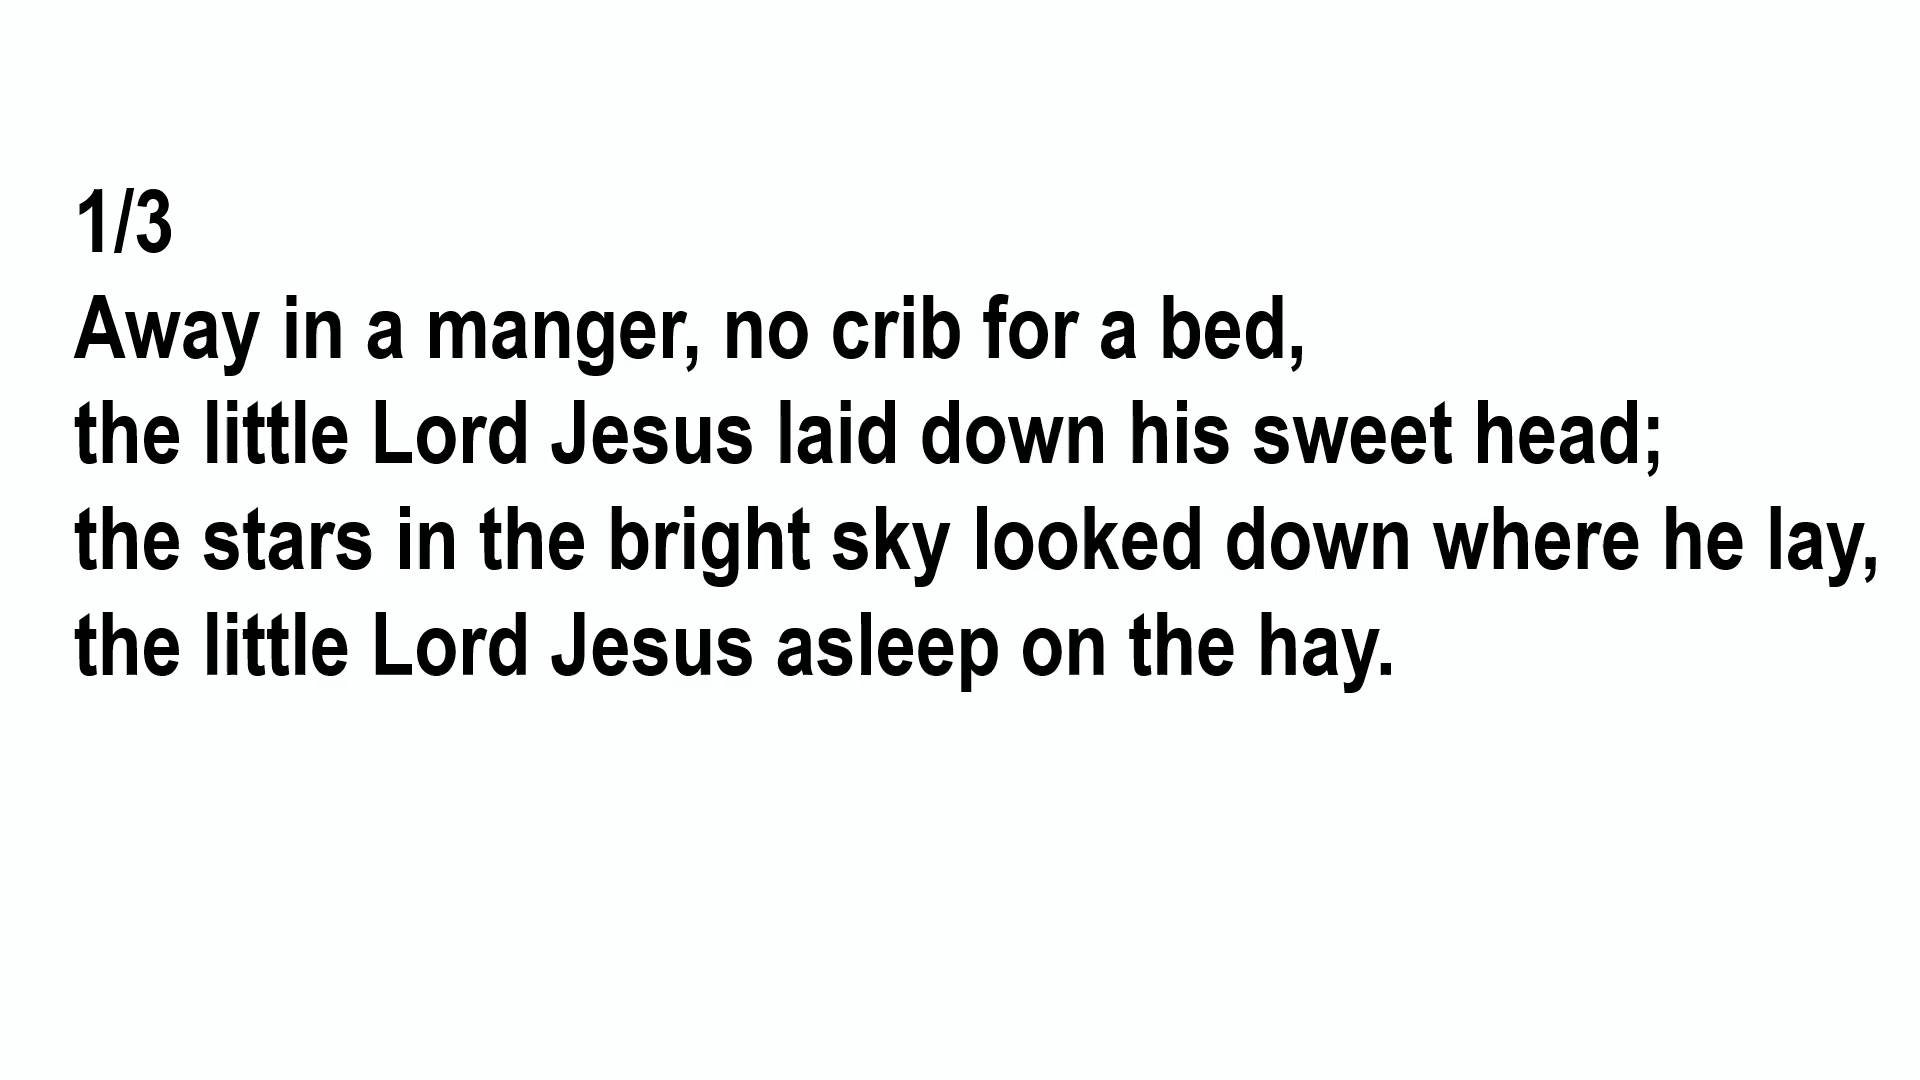 1/3
Away in a manger, no crib for a bed,
the little Lord Jesus laid down his sweet head;
the stars in the bright sky looked down where he lay,
the little Lord Jesus asleep on the hay.